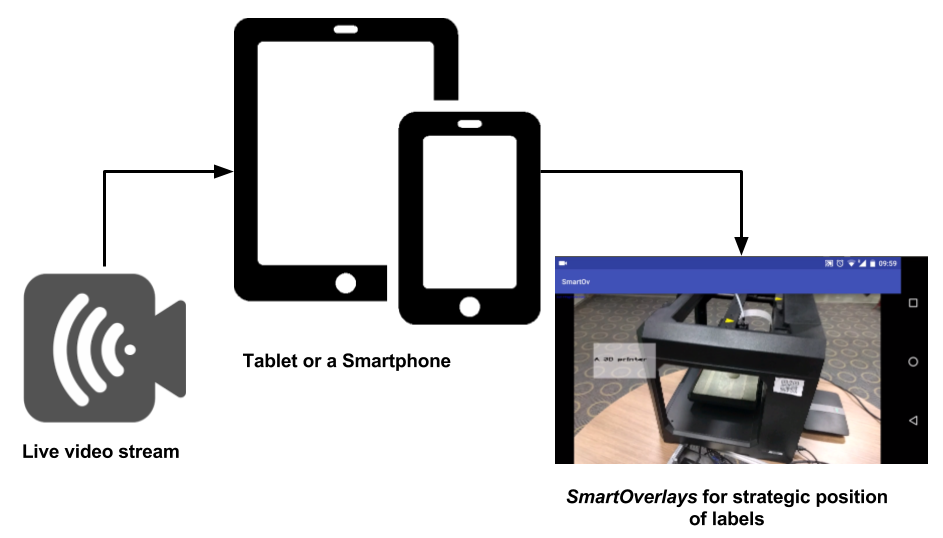 Live video stream
Tablet or a Smartphone
09:59
SmartOv
A 3D printer
SmartOverlays for strategic position
of labels